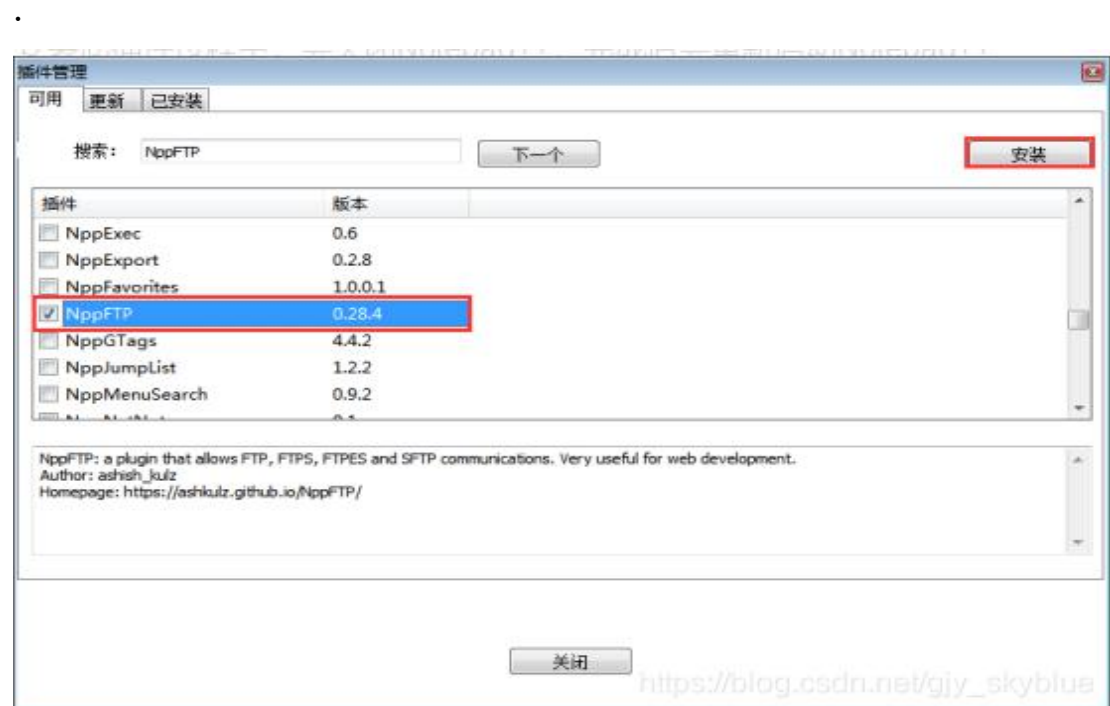 .
插件管理
可用 更新 已安装
搜索： NppFTP 下一个 安装
插件 版本
NppExec 0.6
NppExport 0.2.8
NppFavorites 1.0.0.1
NppFTP 0.28.4
NppGTags 4.4.2
NppJumpList 1.2.2
NppMenuSearch 0.9.2
NppFTP: a plugin that allows FTP, FTPS, FTPES and SFTP communications. Very useful for web development.
Author: ashish_kulz
Homepage: https://ashkulz.github.io/NppFTP/
关闭
https://blog.csdn.net/gjy_skyblue